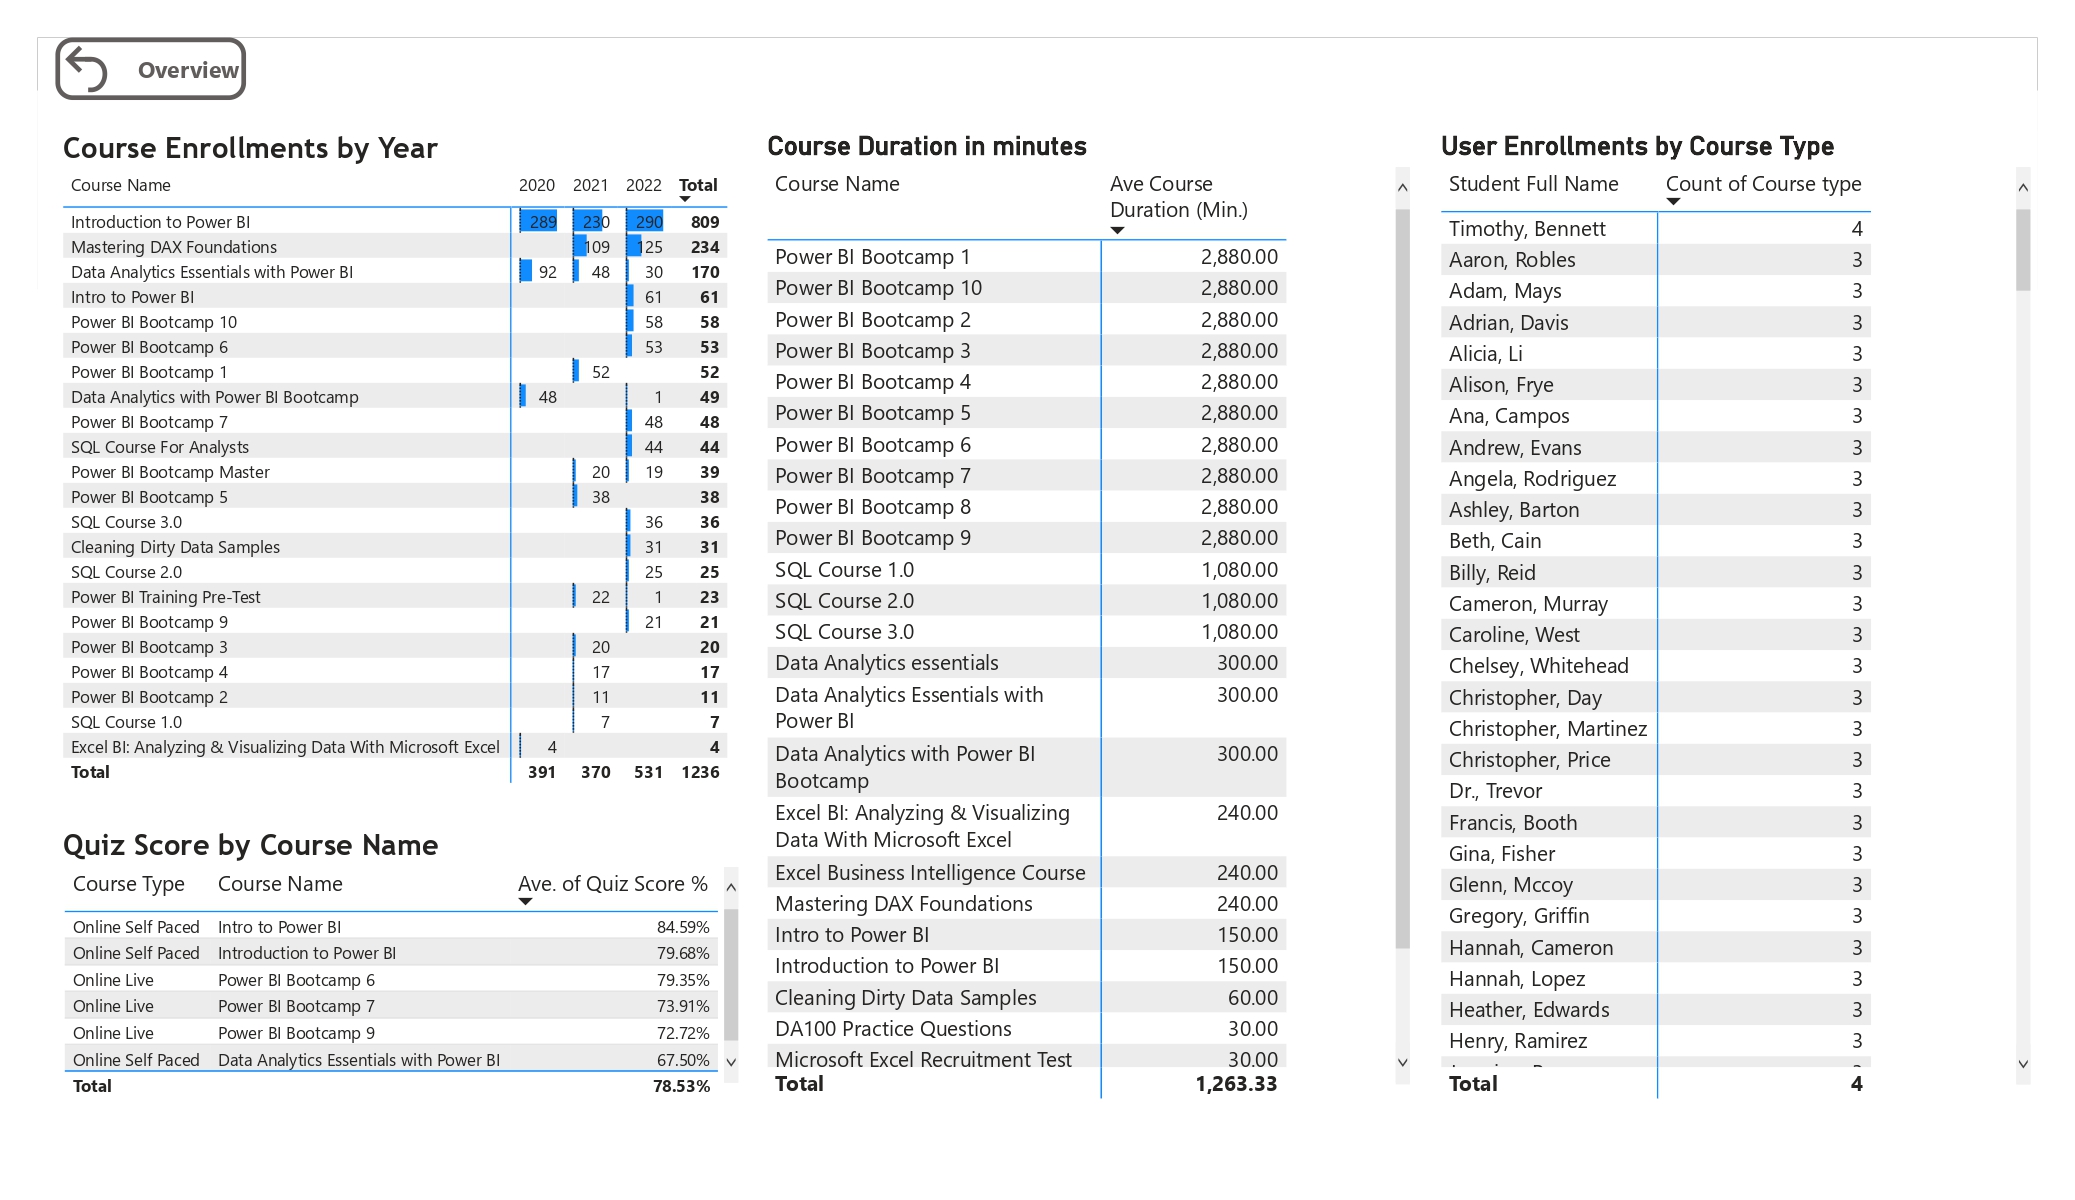 Overview
Course Enrollments by Year
Course Name 2020 2021 2022 Total
Introduction to Power BI 289 230 290 809
Mastering DAX Foundations 109 125 234
Data Analytics Essentials with Power BI 92 48 30 170
Intro to Power BI 61 61
Power BI Bootcamp 10 58 58
Power BI Bootcamp 6 53 53
Power BI Bootcamp 1 52 52
Data Analytics with Power BI Bootcamp 48 1 49
Power BI Bootcamp 7 48 48
SQL Course For Analysts 44 44
Power BI Bootcamp Master 20 19 39
Power BI Bootcamp 5 38 38
SQL Course 3.0 36 36
Cleaning Dirty Data Samples 31 31
SQL Course 2.0 25 25
Power BI Training Pre-Test 22 1 23
Power BI Bootcamp 9 21 21
Power BI Bootcamp 3 20 20
Power BI Bootcamp 4 17 17
Power BI Bootcamp 2 11 11
SQL Course 1.0 7 7
Excel BI: Analyzing & Visualizing Data With Microsoft Excel 4 4
Total 391 370 531 1236
Quiz Score by Course Name
Course Type Course Name Ave. of Quiz Score %
Online Self Paced Intro to Power BI 84.59%
Online Self Paced Introduction to Power BI 79.68%
Online Live Power BI Bootcamp 6 79.35%
Online Live Power BI Bootcamp 7 73.91%
Online Live Power BI Bootcamp 9 72.72%
Online Self Paced Data Analytics Essentials with Power BI 67.50%
Total 78.53%
Course Duration in minutes
Course Name Ave Course
Duration (Min.)
Power BI Bootcamp 1 2,880.00
Power BI Bootcamp 10 2,880.00
Power BI Bootcamp 2 2,880.00
Power BI Bootcamp 3 2,880.00
Power BI Bootcamp 4 2,880.00
Power BI Bootcamp 5 2,880.00
Power BI Bootcamp 6 2,880.00
Power BI Bootcamp 7 2,880.00
Power BI Bootcamp 8 2,880.00
Power BI Bootcamp 9 2,880.00
SQL Course 1.0 1,080.00
SQL Course 2.0 1,080.00
SQL Course 3.0 1,080.00
Data Analytics essentials 300.00
Data Analytics Essentials with 300.00
Power BI
Data Analytics with Power BI 300.00
Bootcamp
Excel BI: Analyzing & Visualizing 240.00
Data With Microsoft Excel
Excel Business Intelligence Course 240.00
Mastering DAX Foundations 240.00
Intro to Power BI 150.00
Introduction to Power BI 150.00
Cleaning Dirty Data Samples 60.00
DA100 Practice Questions 30.00
Microsoft Excel Recruitment Test 30.00
Total 1,263.33
User Enrollments by Course Type
Student Full Name Count of Course type
Timothy, Bennett 4
Aaron, Robles 3
Adam, Mays 3
Adrian, Davis 3
Alicia, Li 3
Alison, Frye 3
Ana, Campos 3
Andrew, Evans 3
Angela, Rodriguez 3
Ashley, Barton 3
Beth, Cain 3
Billy, Reid 3
Cameron, Murray 3
Caroline, West 3
Chelsey, Whitehead 3
Christopher, Day 3
Christopher, Martinez 3
Christopher, Price 3
Dr., Trevor 3
Francis, Booth 3
Gina, Fisher 3
Glenn, Mccoy 3
Gregory, Griffin 3
Hannah, Cameron 3
Hannah, Lopez 3
Heather, Edwards 3
Henry, Ramirez 3
Total 4